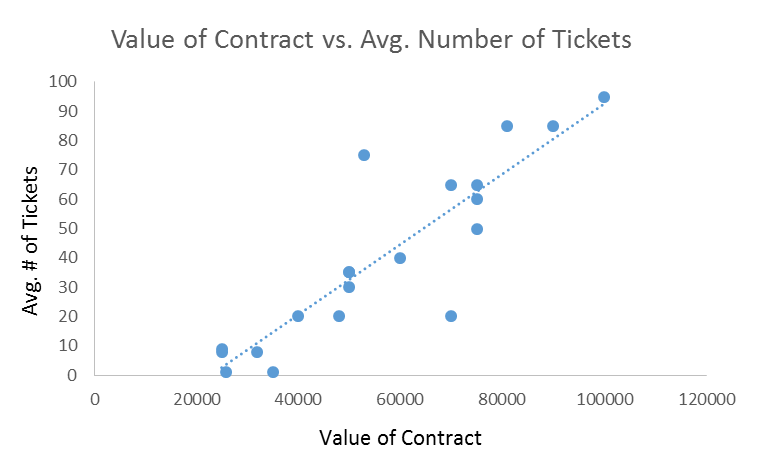 Value of Contract vs. Avg. Number of Tickets
100
90
80
70
60
50
40
30
20
10
0
Avg. # of Tickets
0 20000 40000 60000 80000 100000 120000
Value of Contract